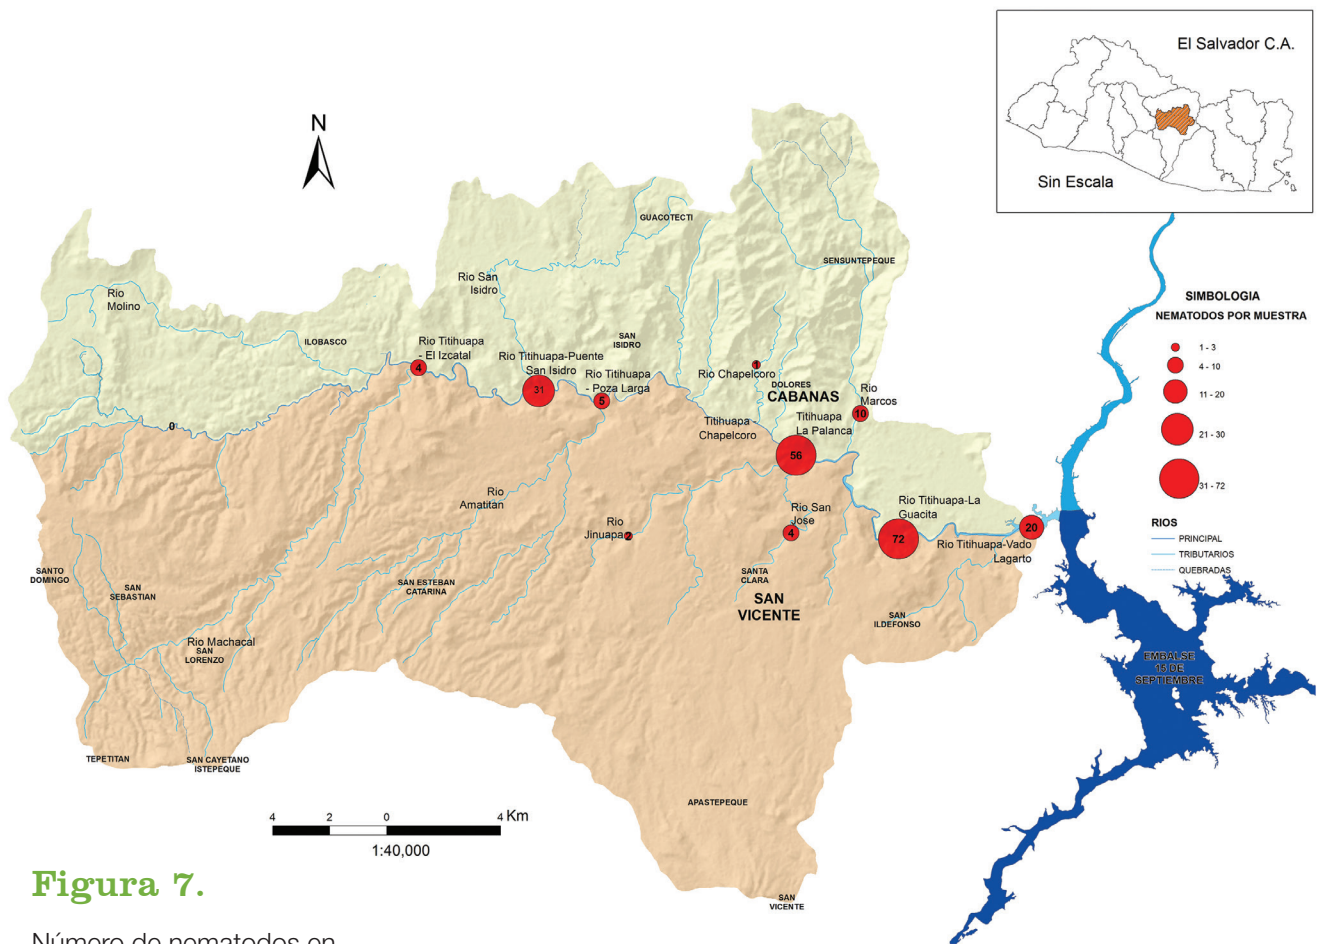 El Salvador C.A.
Sin Escala
N
GUACOTECTI
SENSUNTEPEQUE
Rio San
Isidro
Rio
Molino
SIMBOLOGIA
NEMATODOS POR MUESTRA
1 - 3
4 - 10
11 - 20
21 - 30
31 - 72
RIOS
PRINCIPAL
TRIBUTARIOS
QUEBRADAS
ILOBASCO
Rio Titihuapa
- El Izcatal
4
Rio Titihuapa-Puente
San Isidro
31
SAN
ISIDRO
Rio Titihuapa
- Poza Larga
5
1
Rio Chapelcoro
DOLORES
CABANAS
Rio
Marcos
10
Titihuapa -
Chapelcoro
Titihuapa
La Palanca
56
0
Rio
Amatitán
Rio
Jinuapa
2
Rio San
Jose
4
Rio Titihuapa-La
Guacita
72
Rio Titihuapa-Vado
Lagarto
20
SANTO
DOMINGO
SAN
SEBASTIAN
SAN ESTEBAN
CATARINA
SANTA
CLARA
SAN
VICENTE
SAN
ILDEFONSO
Rio Machacal
SAN
LORENZO
EMBALSE
15 DE
SEPTIEMBRE
TEPETITAN
SAN CAYETANO
ISTEPEQUE
APASTEPEQUE
SAN
VICENTE
4 2 0 4 Km
1:40,000
Figura 7.
Número de nematodos en